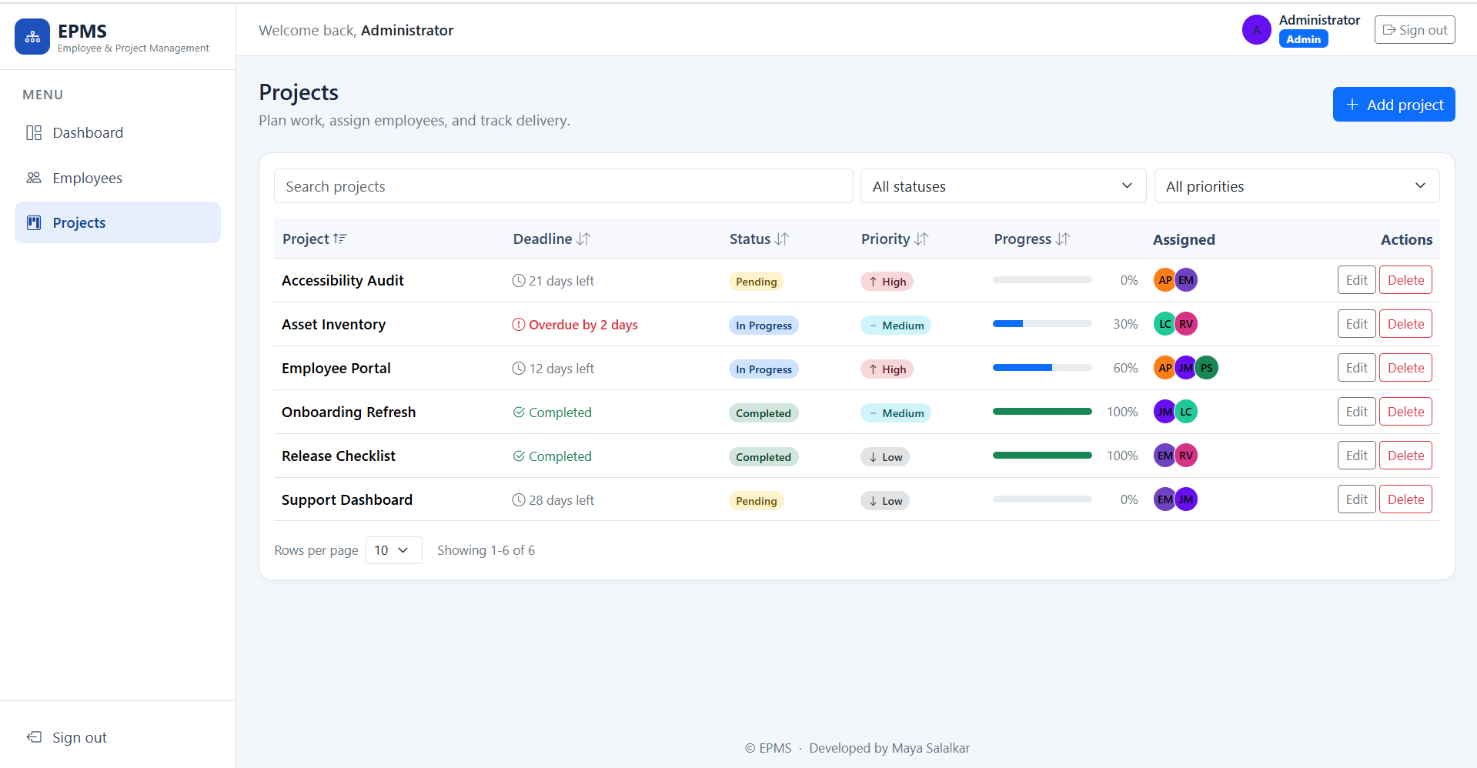 EPMS
Employee & Project Management
Welcome back, Administrator
A
Administrator
Admin
Sign out
MENU
Dashboard
Employees
Projects
Sign out
Projects
Plan work, assign employees, and track delivery.
+ Add project
Search projects
All statuses
All priorities
Project Deadline Status Priority Progress Assigned Actions
Accessibility Audit 21 days left Pending ↑ High 0% AP EM Edit Delete
Asset Inventory Overdue by 2 days In Progress − Medium 30% LC RV Edit Delete
Employee Portal 12 days left In Progress ↑ High 60% AP JM PS Edit Delete
Onboarding Refresh Completed Completed − Medium 100% JM LC Edit Delete
Release Checklist Completed Completed ↓ Low 100% EM RV Edit Delete
Support Dashboard 28 days left Pending ↓ Low 0% EM JM Edit Delete
Rows per page 10 Showing 1-6 of 6
© EPMS · Developed by Maya Salalkar